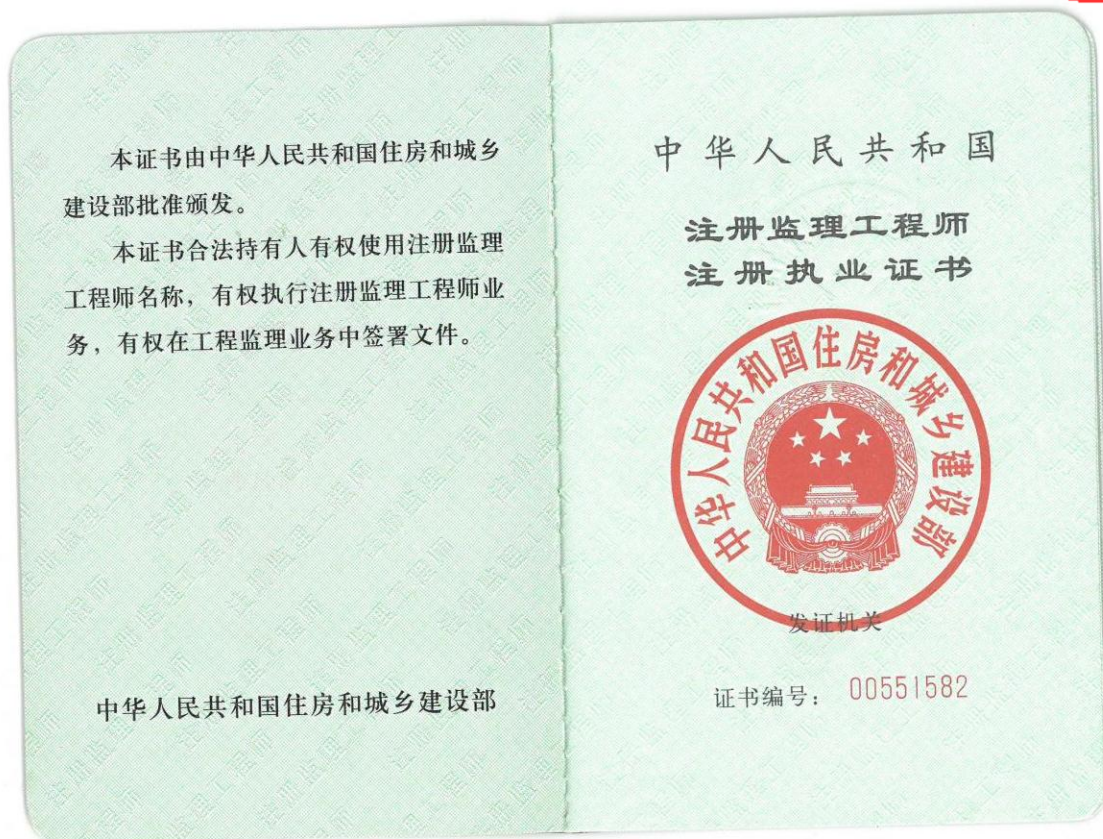 本证书由中华人民共和国住房和城乡
建设部批准颁发。
本证书合法持有人有权使用注册监理
工程师名称，有权执行注册监理工程师业
务，有权在工程监理业务中签署文件。
中华人民共和国住房和城乡建设部
中华人民共和国
注册监理工程师
注册执业证书
中华人民共和国住房和城乡建设部
发证机关
证书编号： 00551582